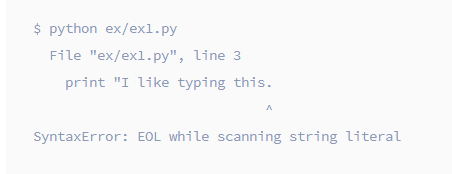 $ python ex/ex1.py
File "ex/ex1.py", line 3
print "I like typing this.
^
SyntaxError: EOL while scanning string literal